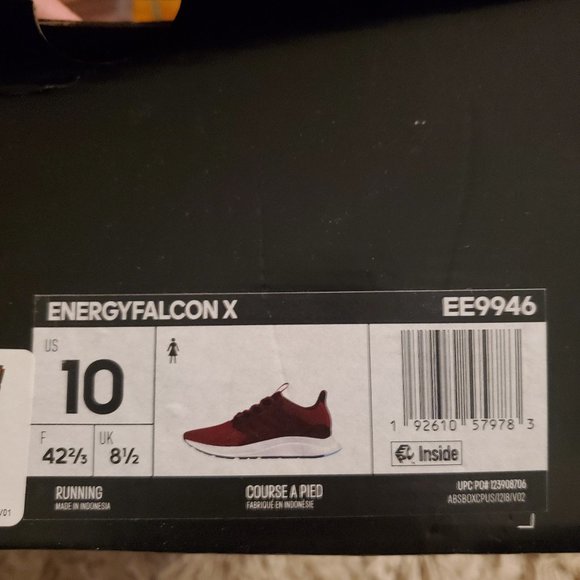 ENERGYFALCON X EE9946
US
10
F UK
42⅔ 8½
1 92610 57978 3
Inside
RUNNING COURSE A PIED UPC PO# 123908706
MADE IN INDONESIA FABRIQUÉ EN INDONÉSIE ABSBOXCPUS/1218/V02
/01